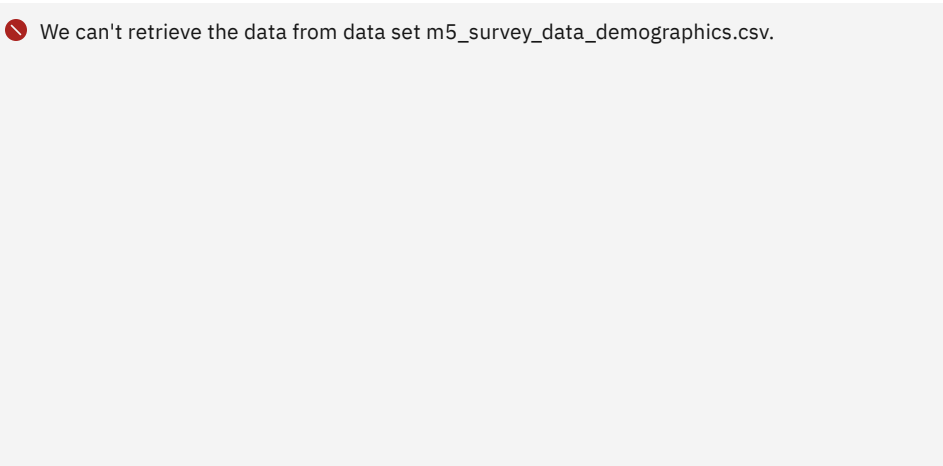 We can't retrieve the data from data set m5_survey_data_demographics.csv.